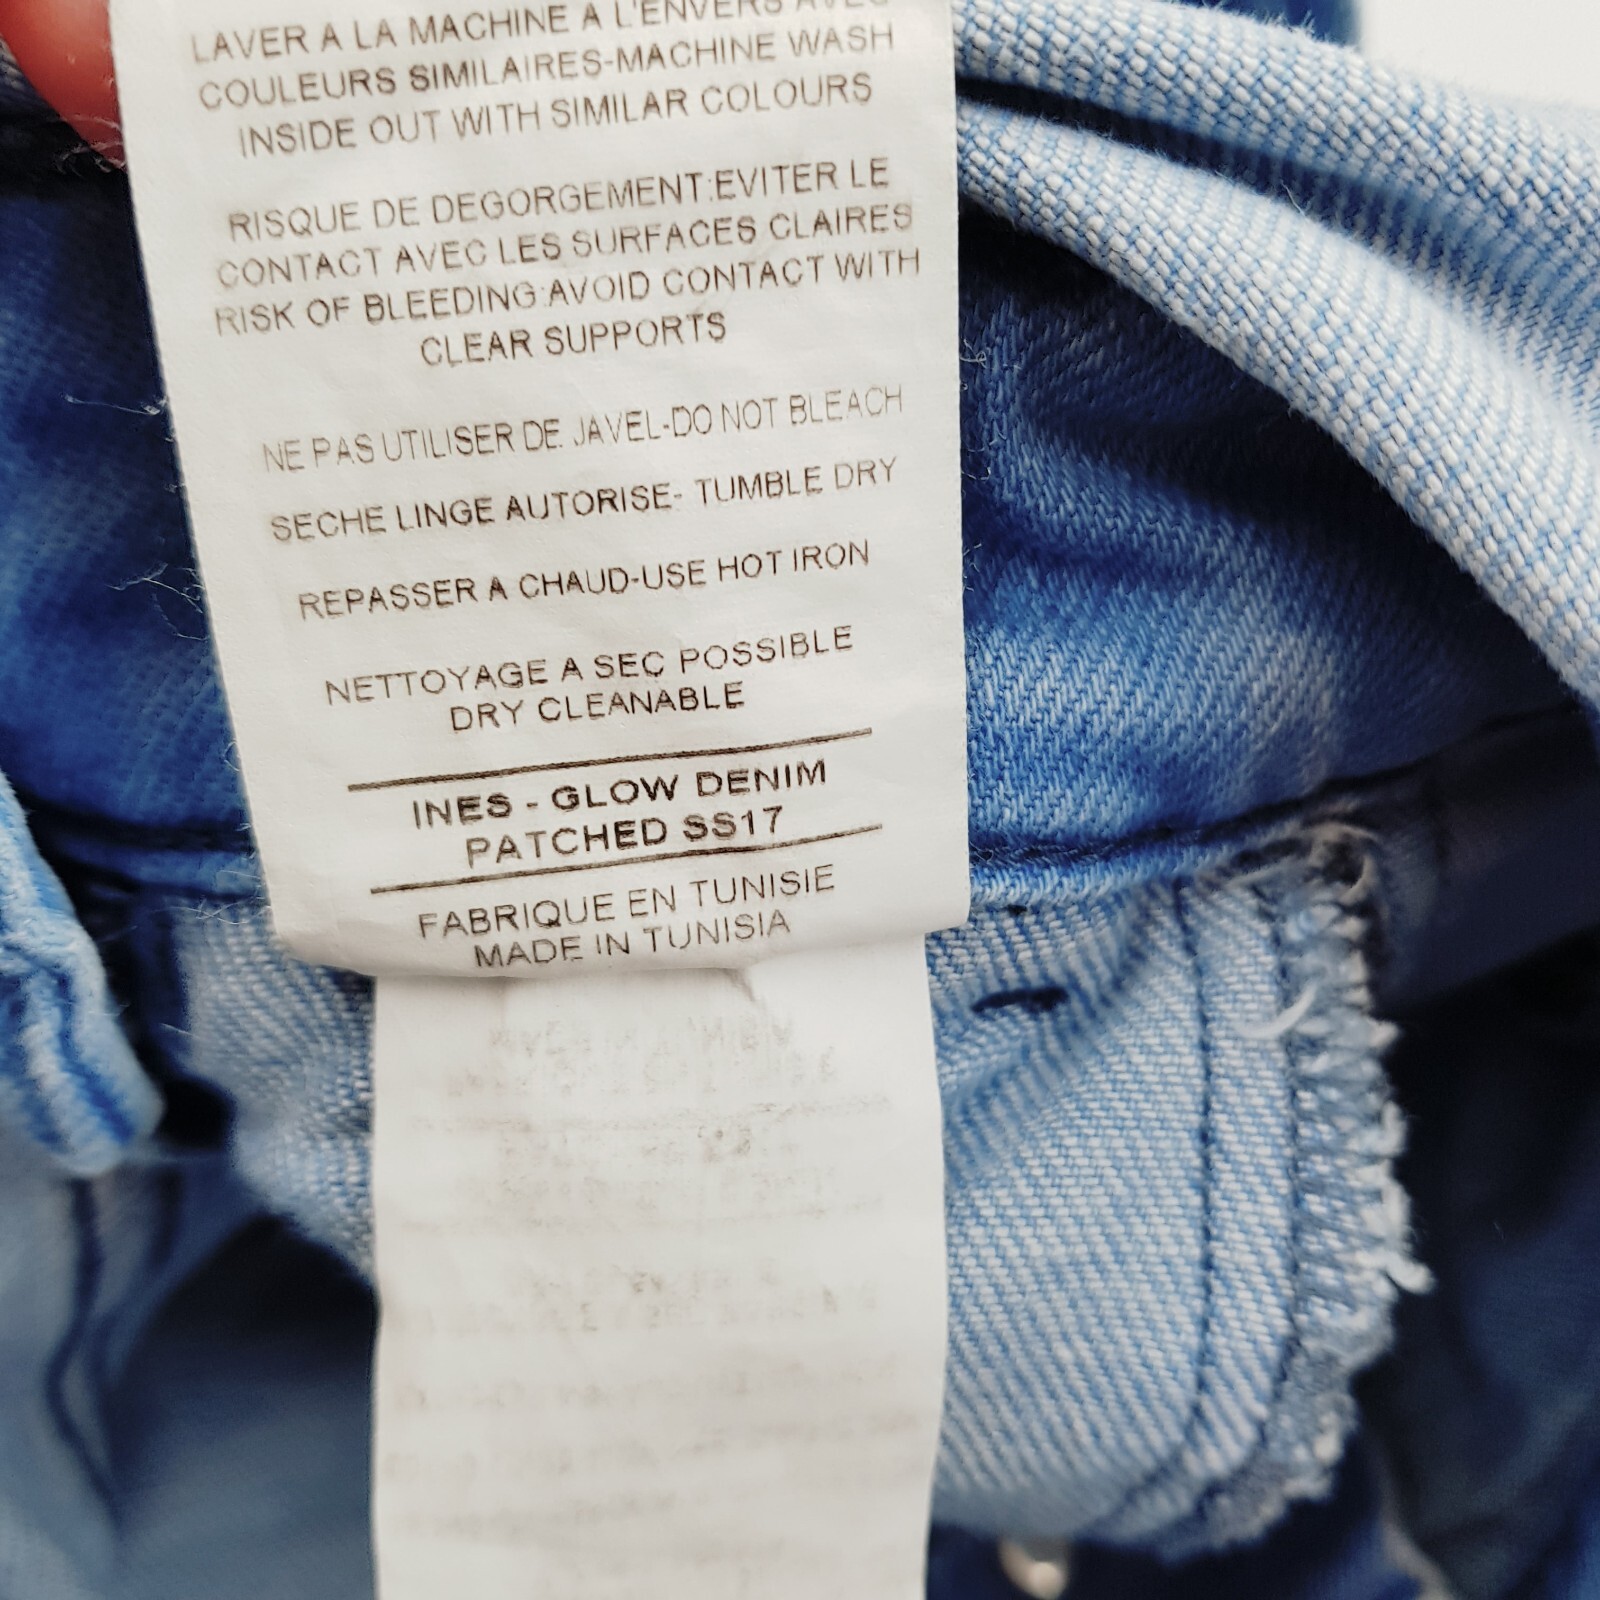 LAVER A LA MACHINE A L'ENVERS AVEC
COULEURS SIMILAIRES-MACHINE WASH
INSIDE OUT WITH SIMILAR COLOURS
RISQUE DE DEGORGEMENT:EVITER LE
CONTACT AVEC LES SURFACES CLAIRES
RISK OF BLEEDING:AVOID CONTACT WITH
CLEAR SUPPORTS
NE PAS UTILISER DE JAVEL-DO NOT BLEACH
SECHE LINGE AUTORISE- TUMBLE DRY
REPASSER A CHAUD-USE HOT IRON
NETTOYAGE A SEC POSSIBLE
DRY CLEANABLE
INES - GLOW DENIM
PATCHED SS17
FABRIQUE EN TUNISIE
MADE IN TUNISIA